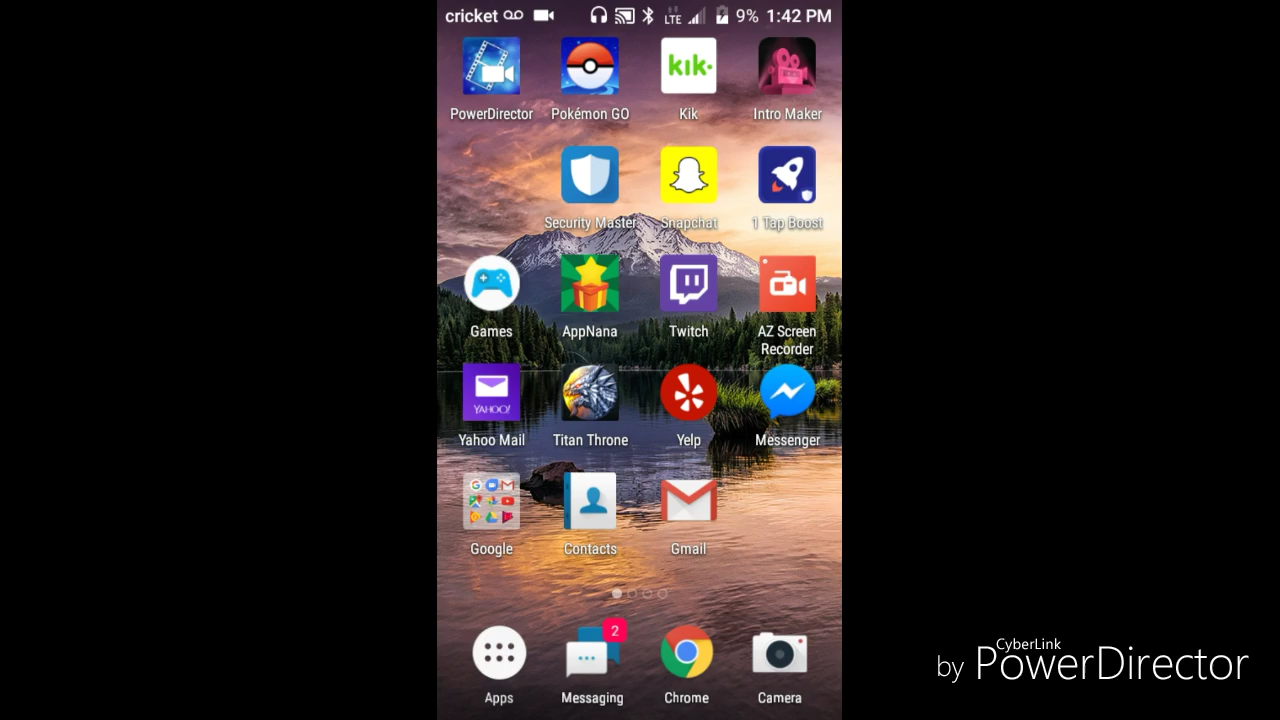 cricket 9% 1:42 PM
LTE
kik.
PowerDirector Pokémon GO Kik Intro Maker
Security Master Snapchat 1 Tap Boost
Games AppNana Twitch AZ Screen
Recorder
YAHOO!
Yahoo Mail Titan Throne Yelp Messenger
Google Contacts Gmail
2
Apps Messaging Chrome Camera
CyberLink
by PowerDirector